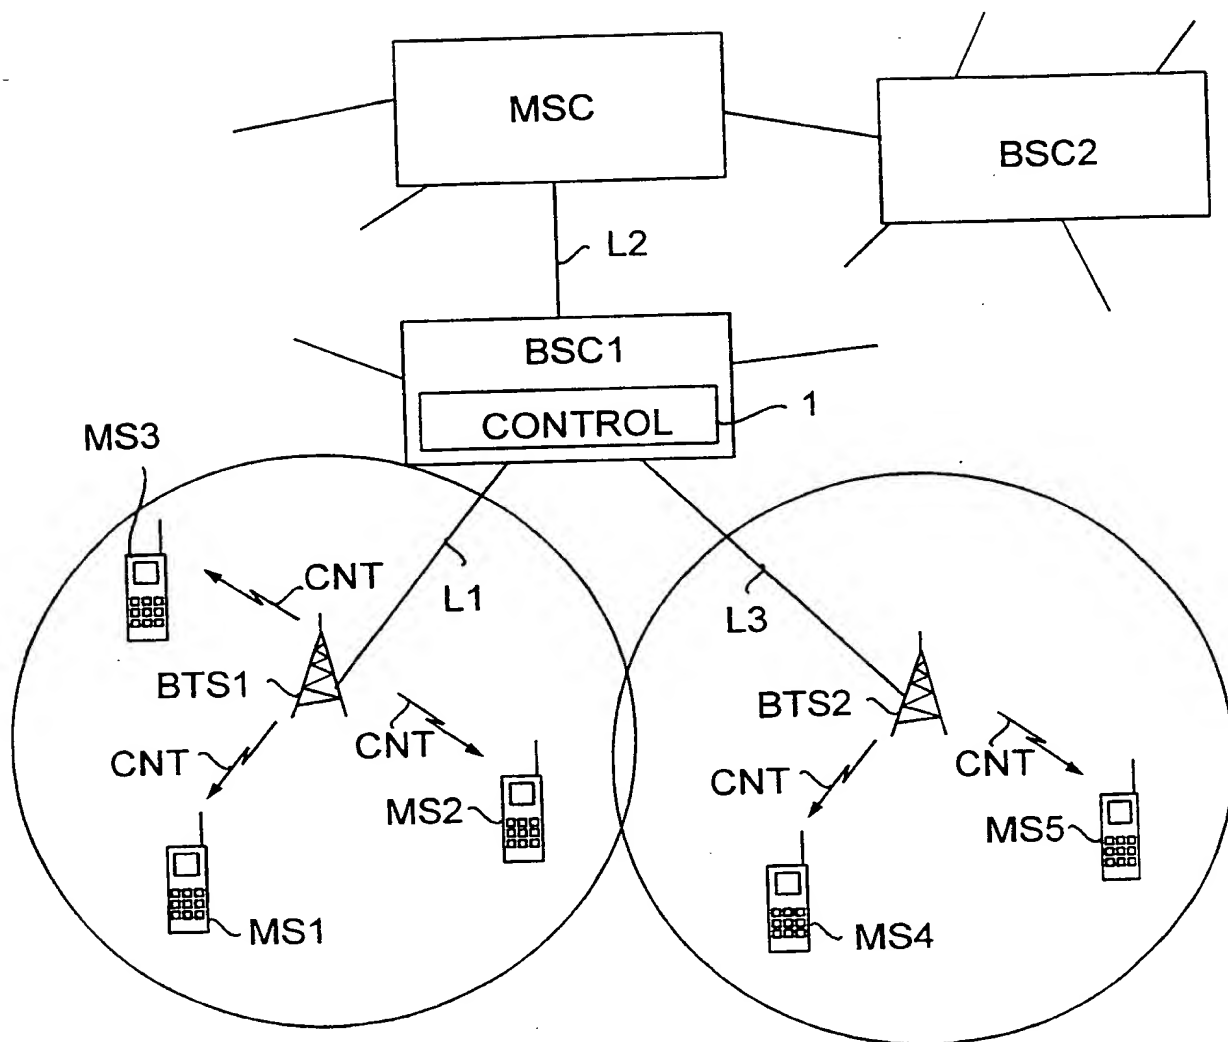 MSC
BSC2
L2
BSC1
CONTROL
1
MS3
CNT
L1
L3
BTS1
BTS2
CNT
CNT
CNT
CNT
MS2
MS5
MS1
MS4